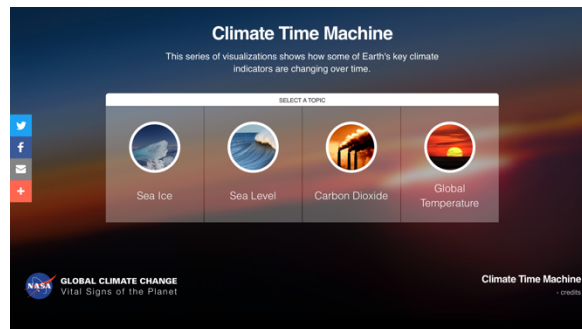 Climate Time Machine
This series of visualizations shows how some of Earth's key climate
indicators are changing over time.
SELECT A TOPIC
Sea Ice
Sea Level
Carbon Dioxide
Global
Temperature
NASA
GLOBAL CLIMATE CHANGE
Vital Signs of the Planet
Climate Time Machine
- credits